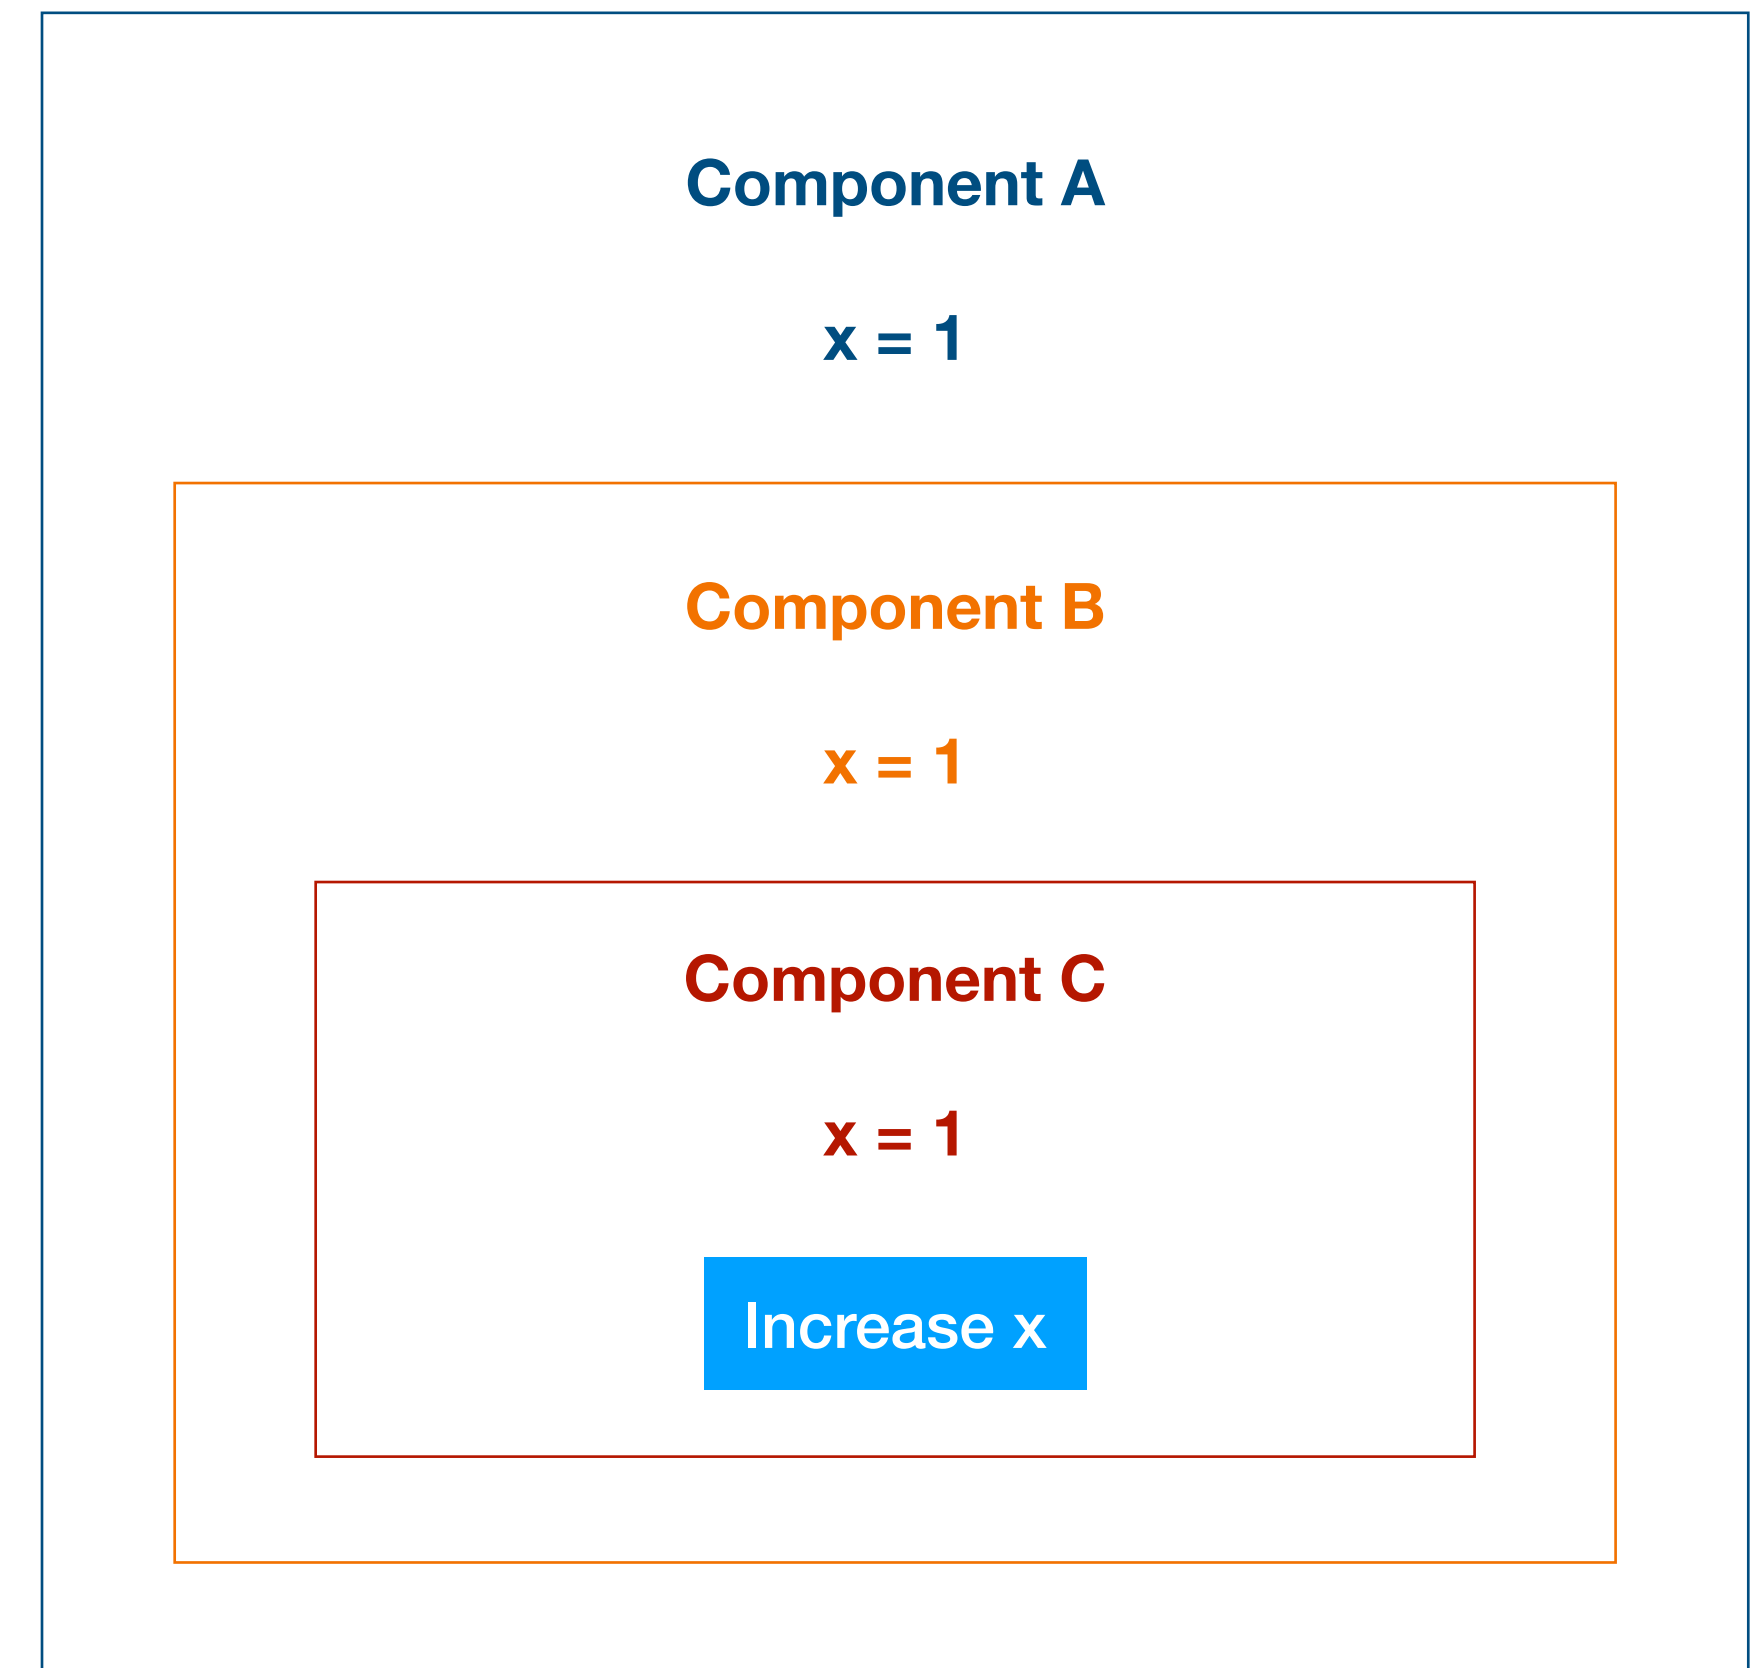 Component A
x = 1
Component B
x = 1
Component C
x = 1
Increase x